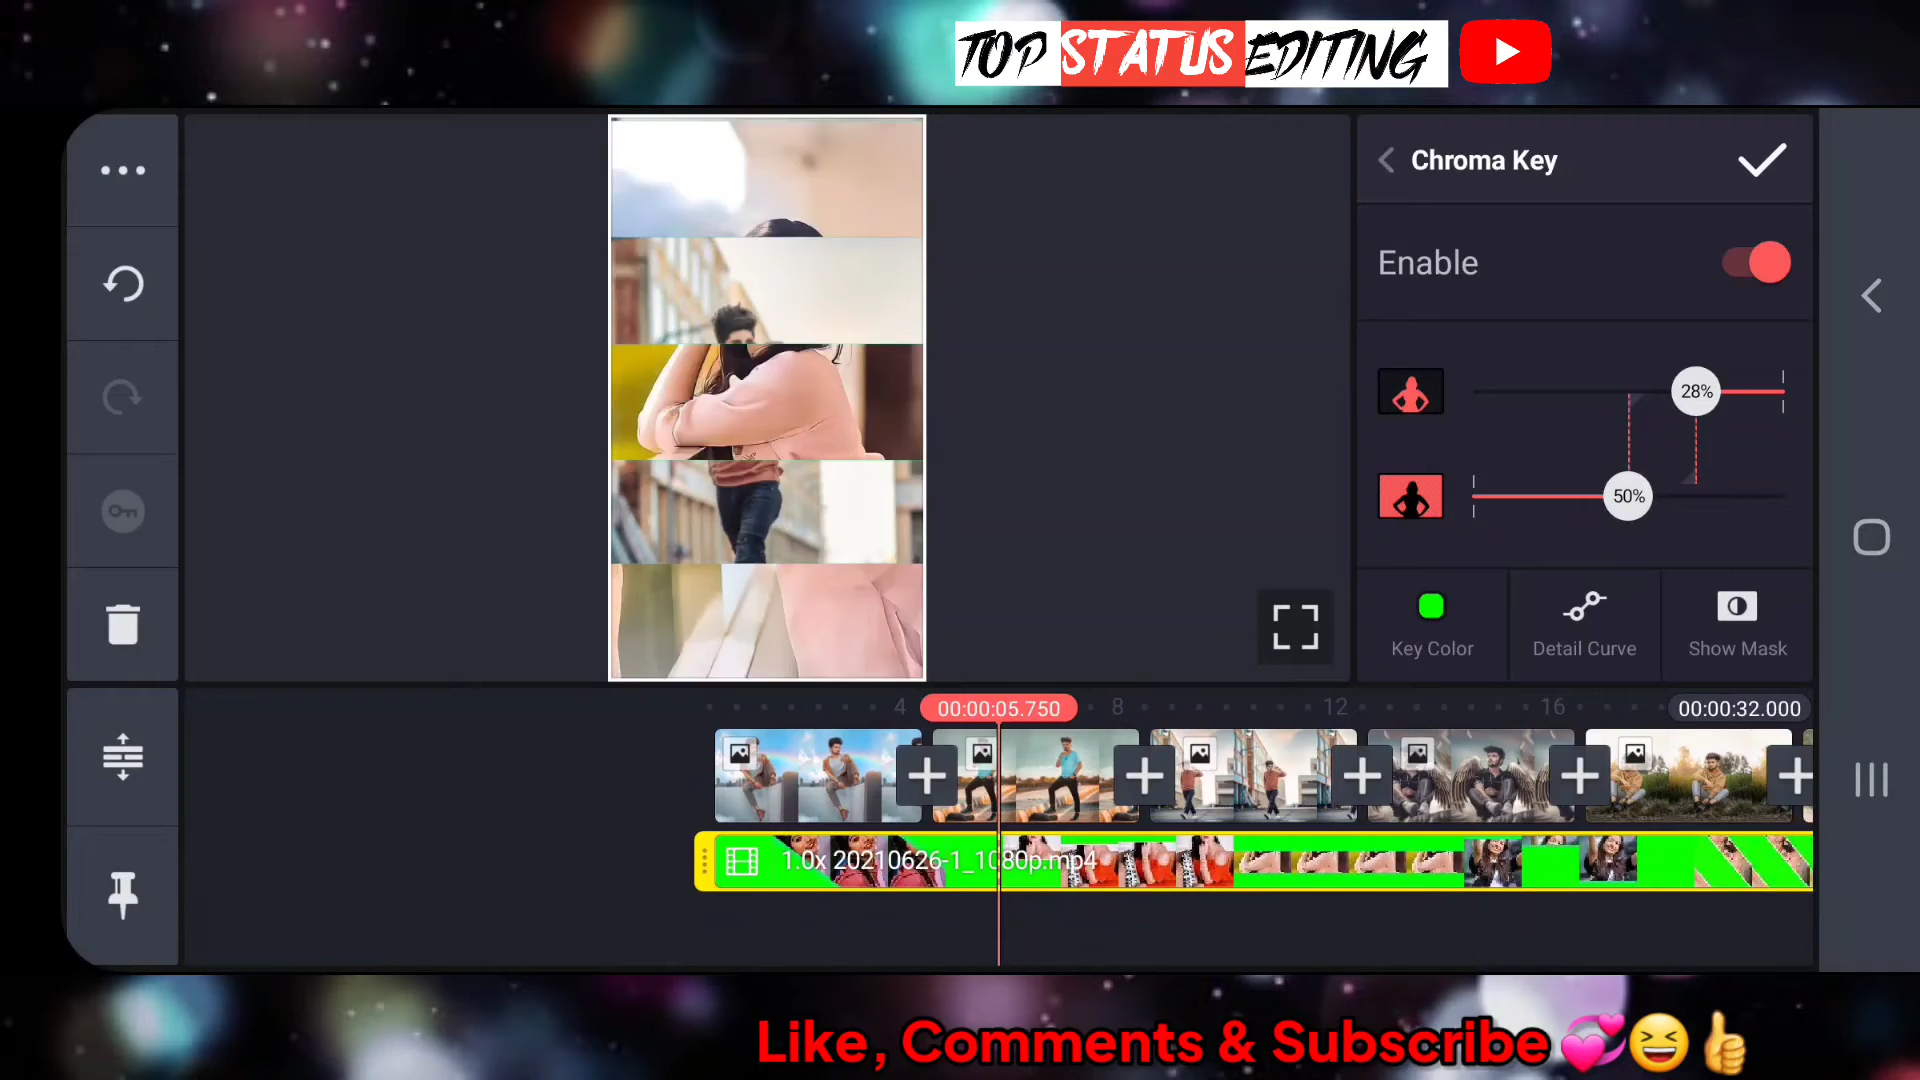 TOP STATUS EDITING
Chroma Key
Enable
28%
50%
Key Color
Detail Curve
Show Mask
4
00:00:05.750
8
12
16
00:00:32.000
1.0x 20210626-1_1080p.mp4
Like, Comments & Subscribe 💞😆👍